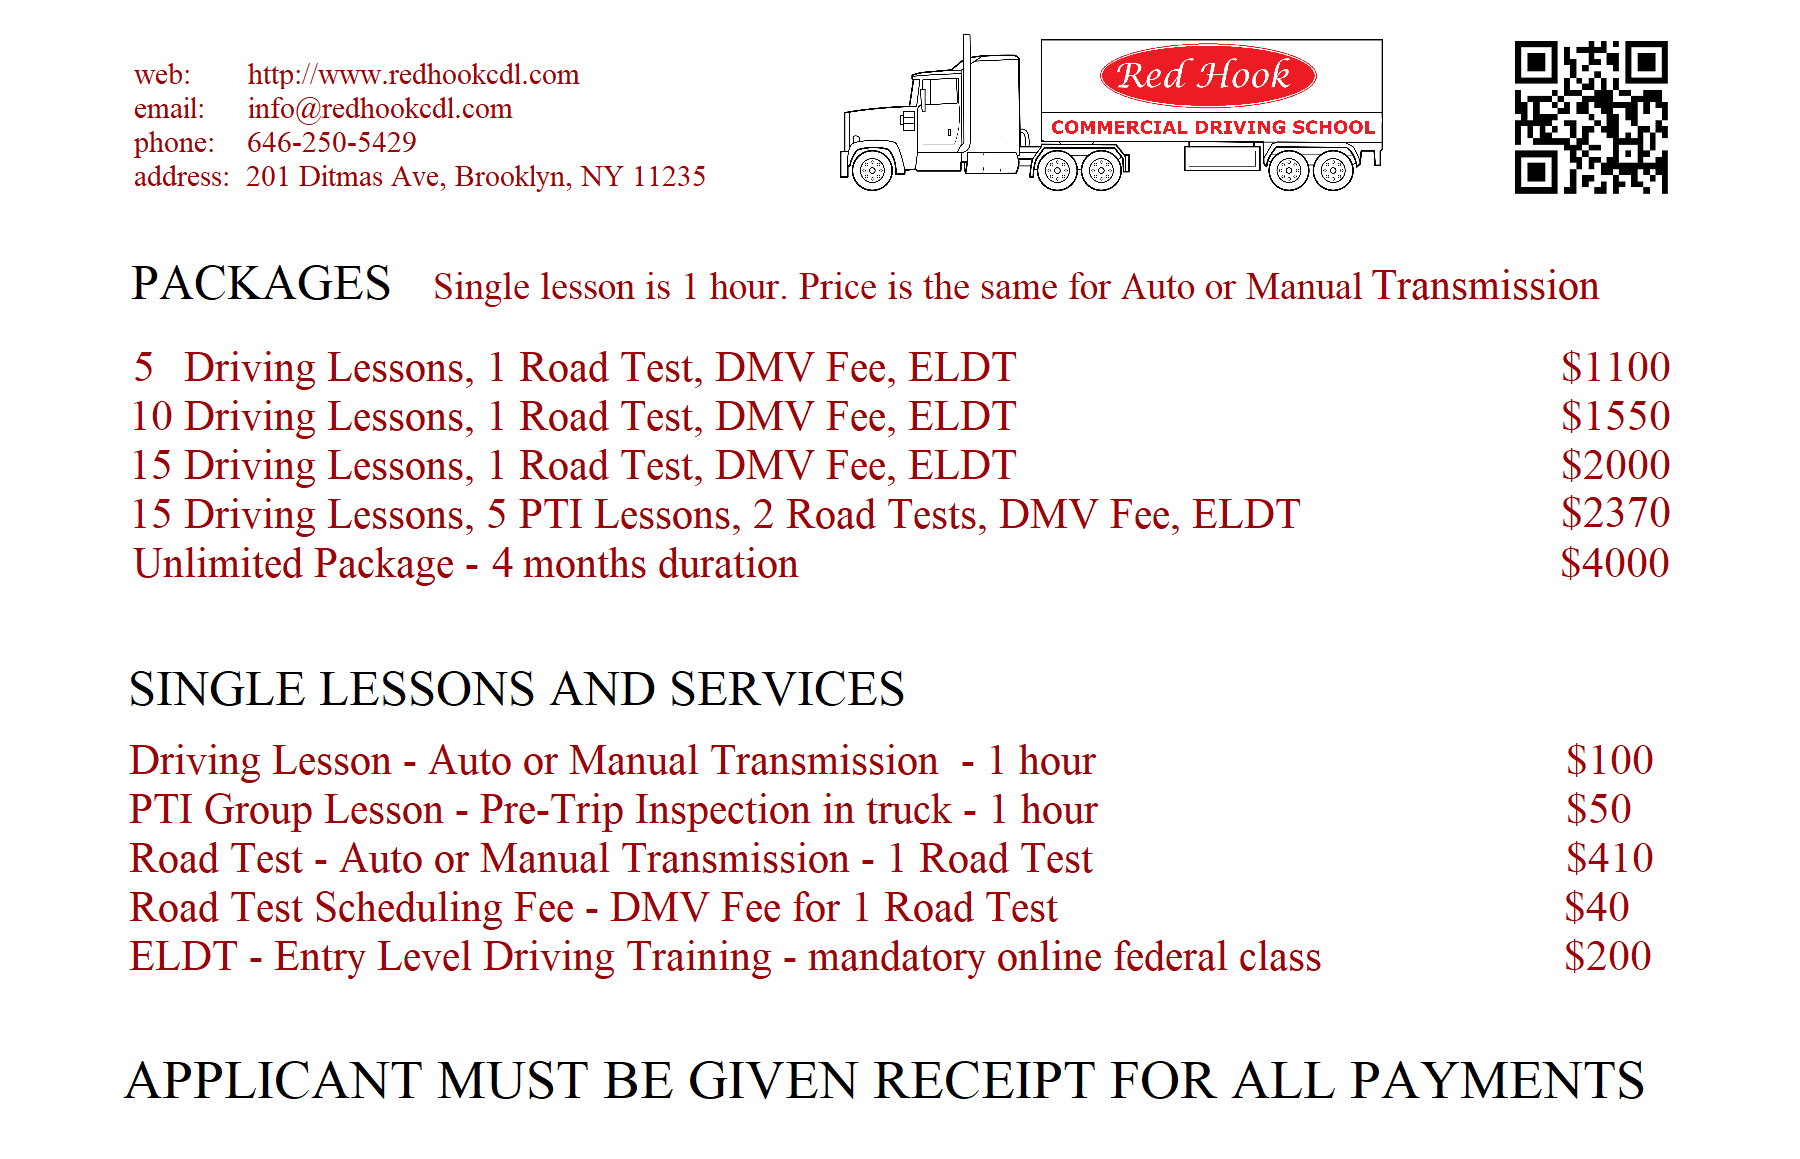 web: http://www.redhookcdl.com
email: info@redhookcdl.com
phone: 646-250-5429
address: 201 Ditmas Ave, Brooklyn, NY 11235
Red Hook
COMMERCIAL DRIVING SCHOOL
PACKAGES Single lesson is 1 hour. Price is the same for Auto or Manual Transmission
5 Driving Lessons, 1 Road Test, DMV Fee, ELDT $1100
10 Driving Lessons, 1 Road Test, DMV Fee, ELDT $1550
15 Driving Lessons, 1 Road Test, DMV Fee, ELDT $2000
15 Driving Lessons, 5 PTI Lessons, 2 Road Tests, DMV Fee, ELDT $2370
Unlimited Package - 4 months duration $4000
SINGLE LESSONS AND SERVICES
Driving Lesson - Auto or Manual Transmission - 1 hour $100
PTI Group Lesson - Pre-Trip Inspection in truck - 1 hour $50
Road Test - Auto or Manual Transmission - 1 Road Test $410
Road Test Scheduling Fee - DMV Fee for 1 Road Test $40
ELDT - Entry Level Driving Training - mandatory online federal class $200
APPLICANT MUST BE GIVEN RECEIPT FOR ALL PAYMENTS